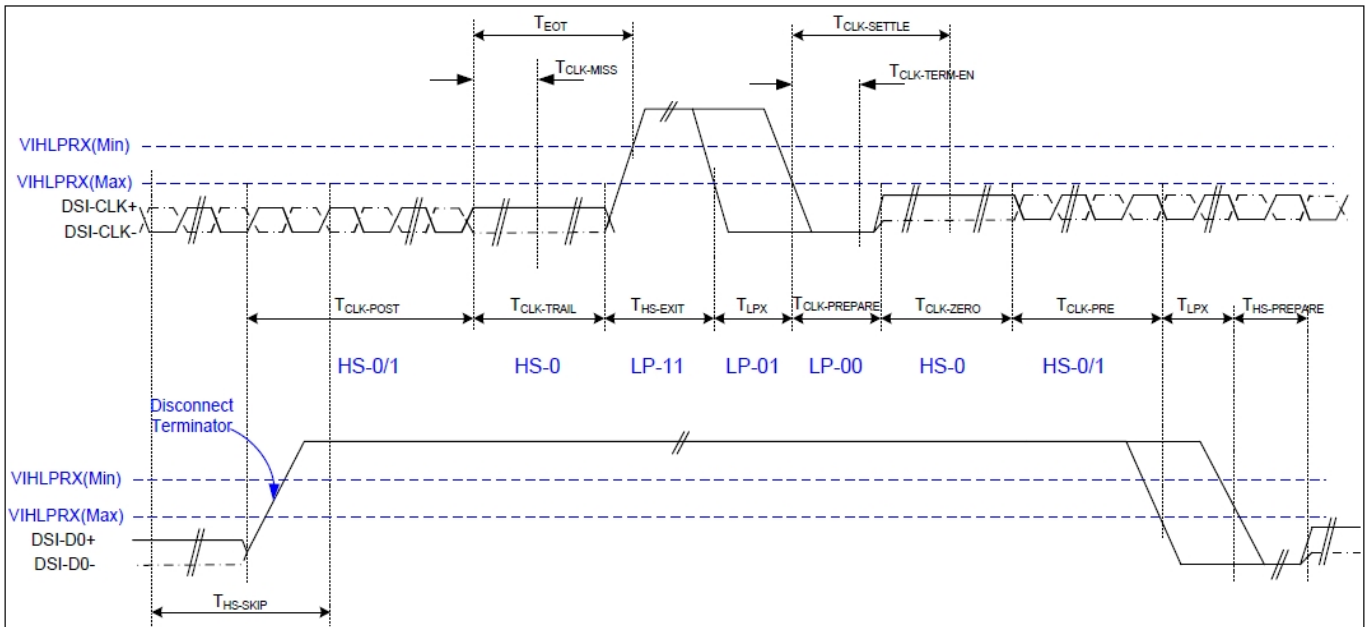 TEOT
TCLK-SETTLE
TCLK-MISS
TCLK-TERM-EN
VIHLPRX(Min)
VIHLPRX(Max)
DSI-CLK+
DSI-CLK-
TCLK-POST
TCLK-TRAIL
THS-EXIT
TLPX
TCLK-PREPARE
TCLK-ZERO
TCLK-PRE
TLPX
THS-PREPARE
HS-0/1
HS-0
LP-11
LP-01
LP-00
HS-0
HS-0/1
Disconnect
Terminator
VIHLPRX(Min)
VIHLPRX(Max)
DSI-D0+
DSI-D0-
THS-SKIP